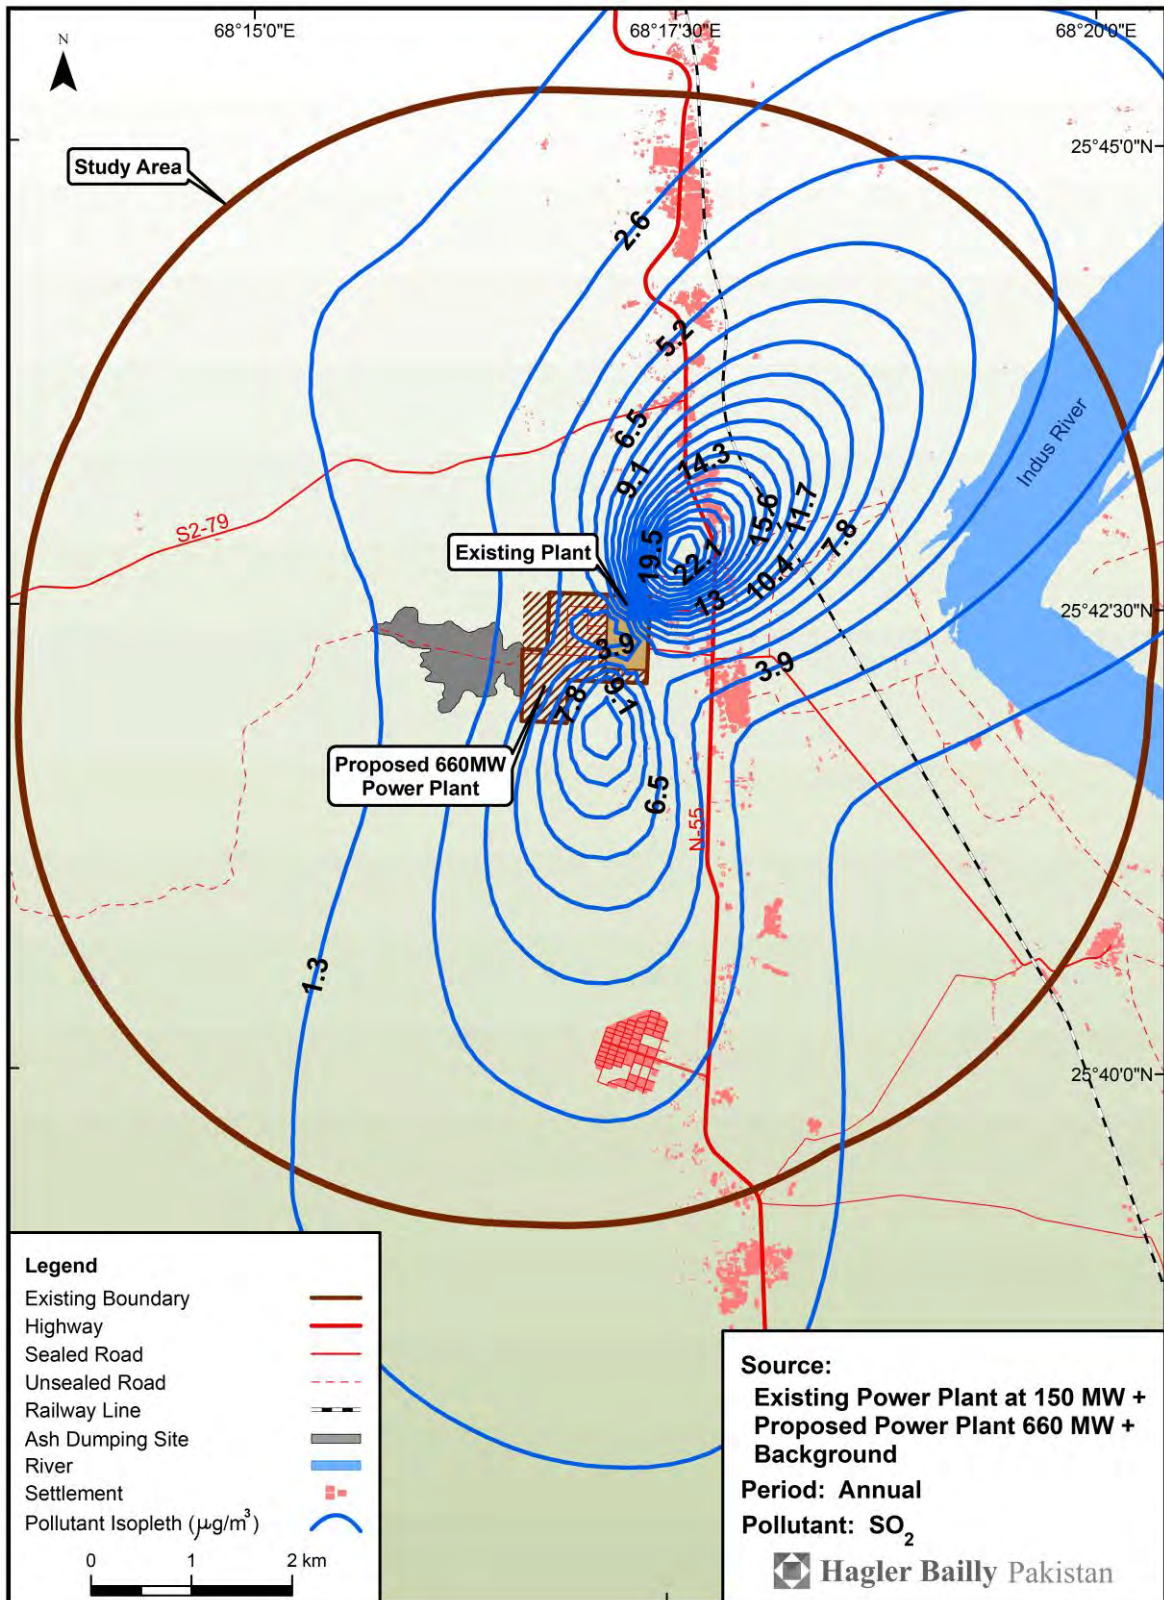 N
68°15'0"E
68°17'30"E
68°20'0"E
25°45'0"N
Study Area
2.6
5.2
6.5
9.1
14.3
Indus River
S2-79
Existing Plant
19.5
22.1
15.6
11.7
7.8
10.4
13
25°42'30"N
3.9
3.9
7.8
9.1
Proposed 660MW
Power Plant
6.5
N-55
1.3
25°40'0"N
Legend
Existing Boundary
Highway
Sealed Road
Unsealed Road
Railway Line
Ash Dumping Site
River
Settlement
Pollutant Isopleth (µg/m³)
0 1 2 km
Source:
Existing Power Plant at 150 MW +
Proposed Power Plant 660 MW +
Background
Period: Annual
Pollutant: SO₂
Hagler Bailly Pakistan